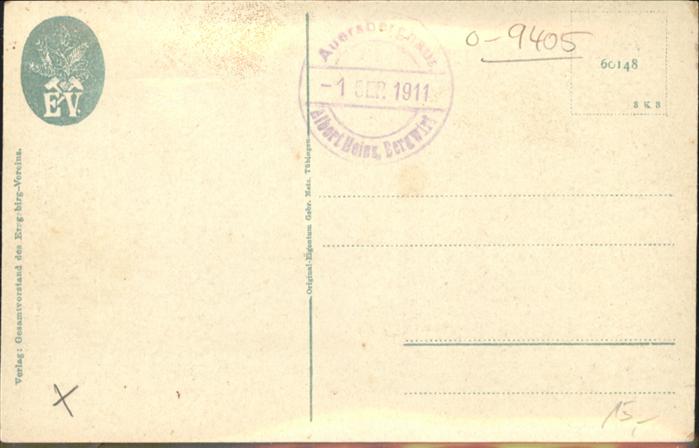 E.V.
Auersberghaus
- 1 SEP. 1911
Albert Heinz, Bergwirt
0-9405
60148
S K B
Verlag: Gesamtvorstand des Erzgebirg-Vereins.
Original-Eigentum Gebr. Metz, Tübingen
x
15,-